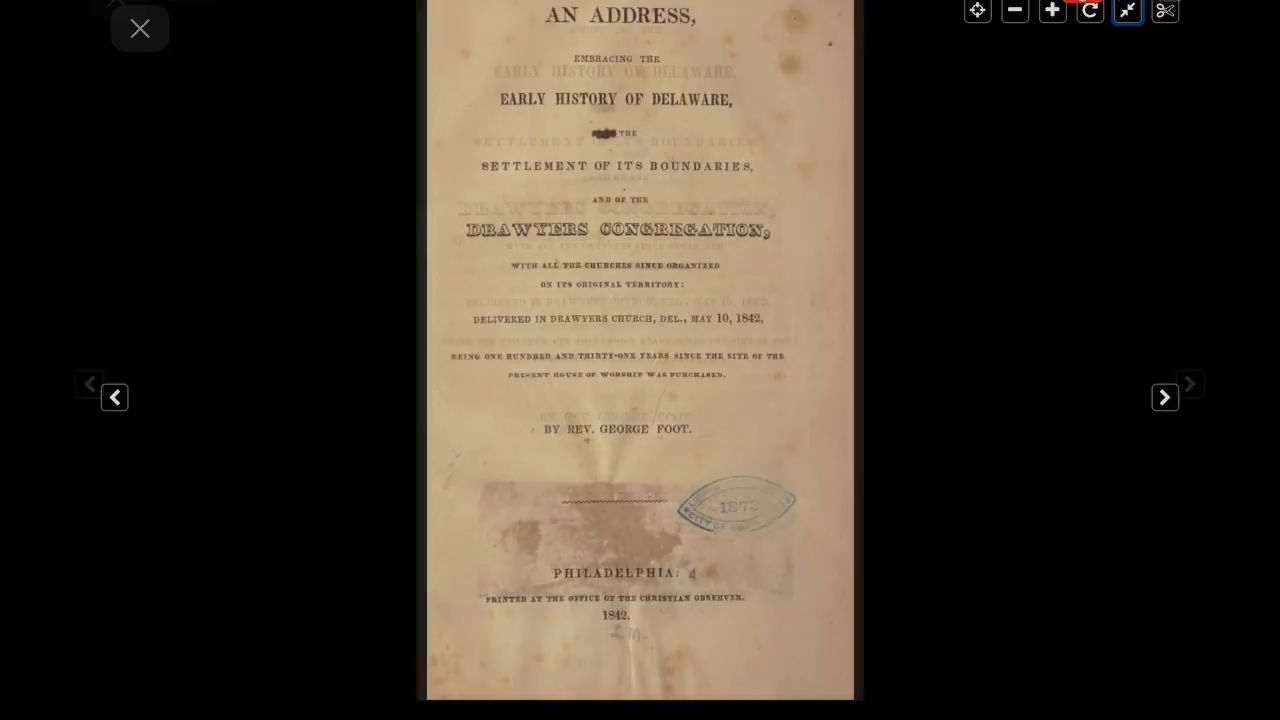 AN ADDRESS,
EMBRACING THE
EARLY HISTORY OF DELAWARE,
THE
SETTLEMENT OF ITS BOUNDARIES,
AND OF THE
DRAWYERS CONGREGATION,
WITH ALL THE CHURCHES SINCE ORGANIZED
ON ITS ORIGINAL TERRITORY:
DELIVERED IN DRAWYERS CHURCH, DEL., MAY 10, 1842,
BEING ONE HUNDRED AND THIRTY-ONE YEARS SINCE THE SITE OF THE
PRESENT HOUSE OF WORSHIP WAS PURCHASED.
BY REV. GEORGE FOOT.
1873
CITY OF
PHILADELPHIA:
PRINTED AT THE OFFICE OF THE CHRISTIAN OBSERVER.
1842.